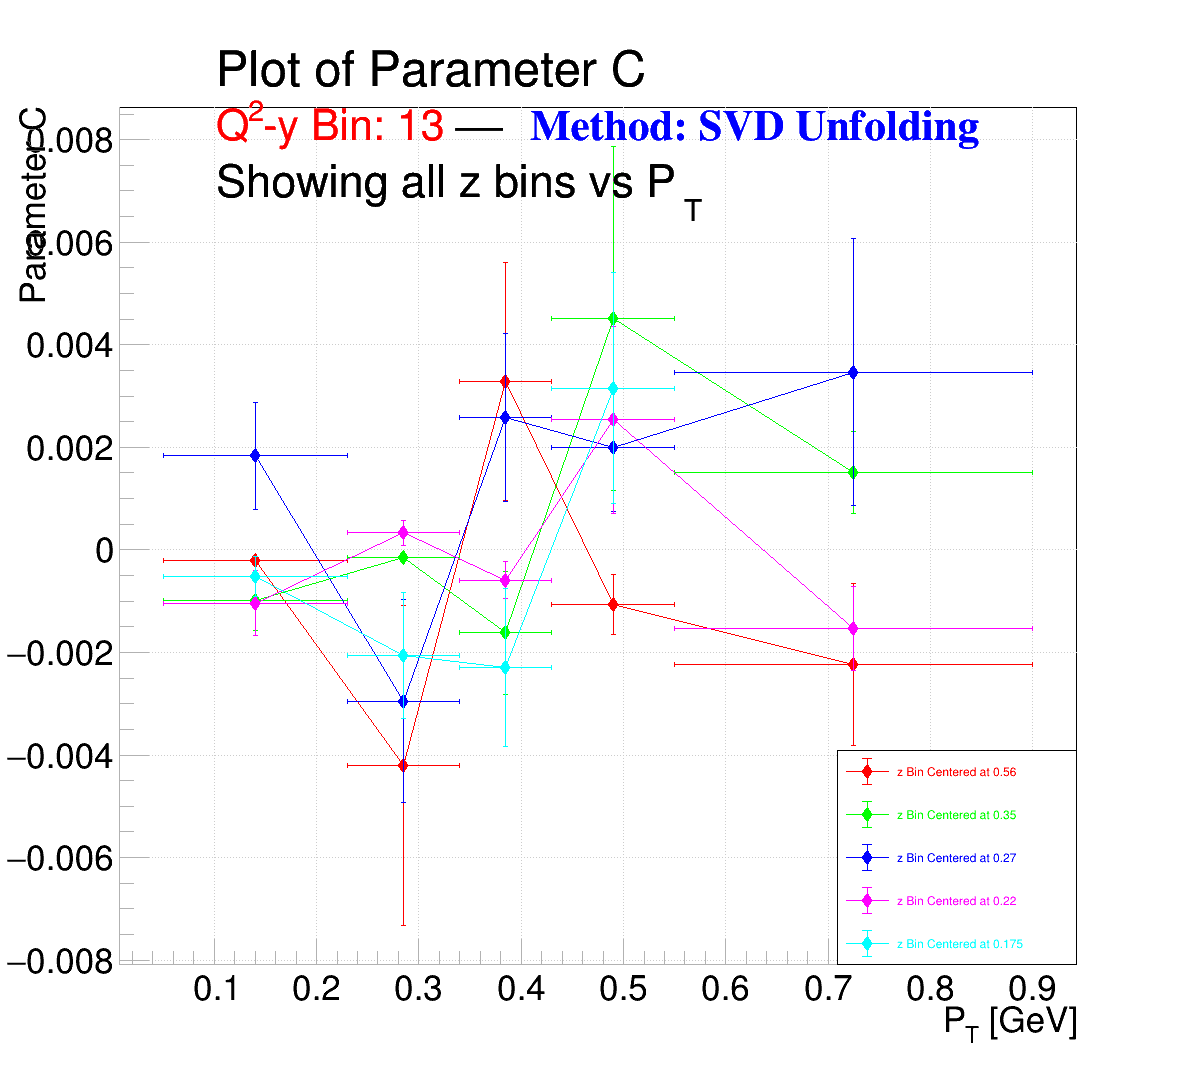 Plot of Parameter C
Q²-y Bin: 13 — Method: SVD Unfolding
Showing all z bins vs P_T
Parameter C
0.008
0.006
0.004
0.002
0
−0.002
−0.004
−0.006
−0.008
z Bin Centered at 0.56
z Bin Centered at 0.35
z Bin Centered at 0.27
z Bin Centered at 0.22
z Bin Centered at 0.175
0.1 0.2 0.3 0.4 0.5 0.6 0.7 0.8 0.9
P_T [GeV]